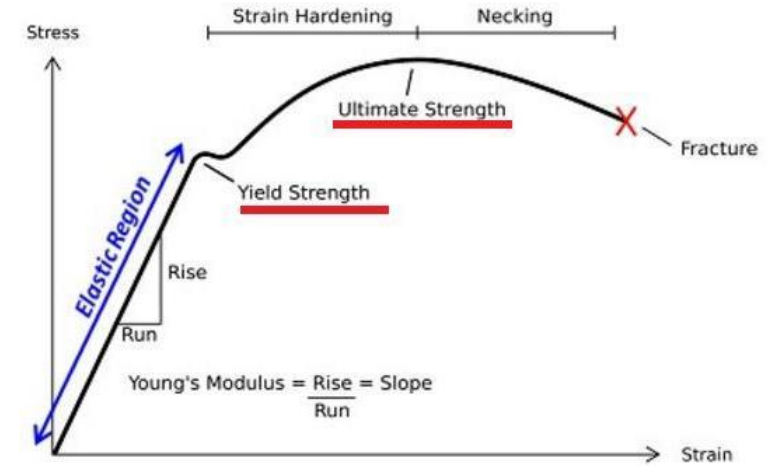 Strain Hardening
Necking
Stress
Ultimate Strength
Fracture
Yield Strength
Elastic Region
Rise
Run
Young's Modulus = Rise = Slope
Run
Strain